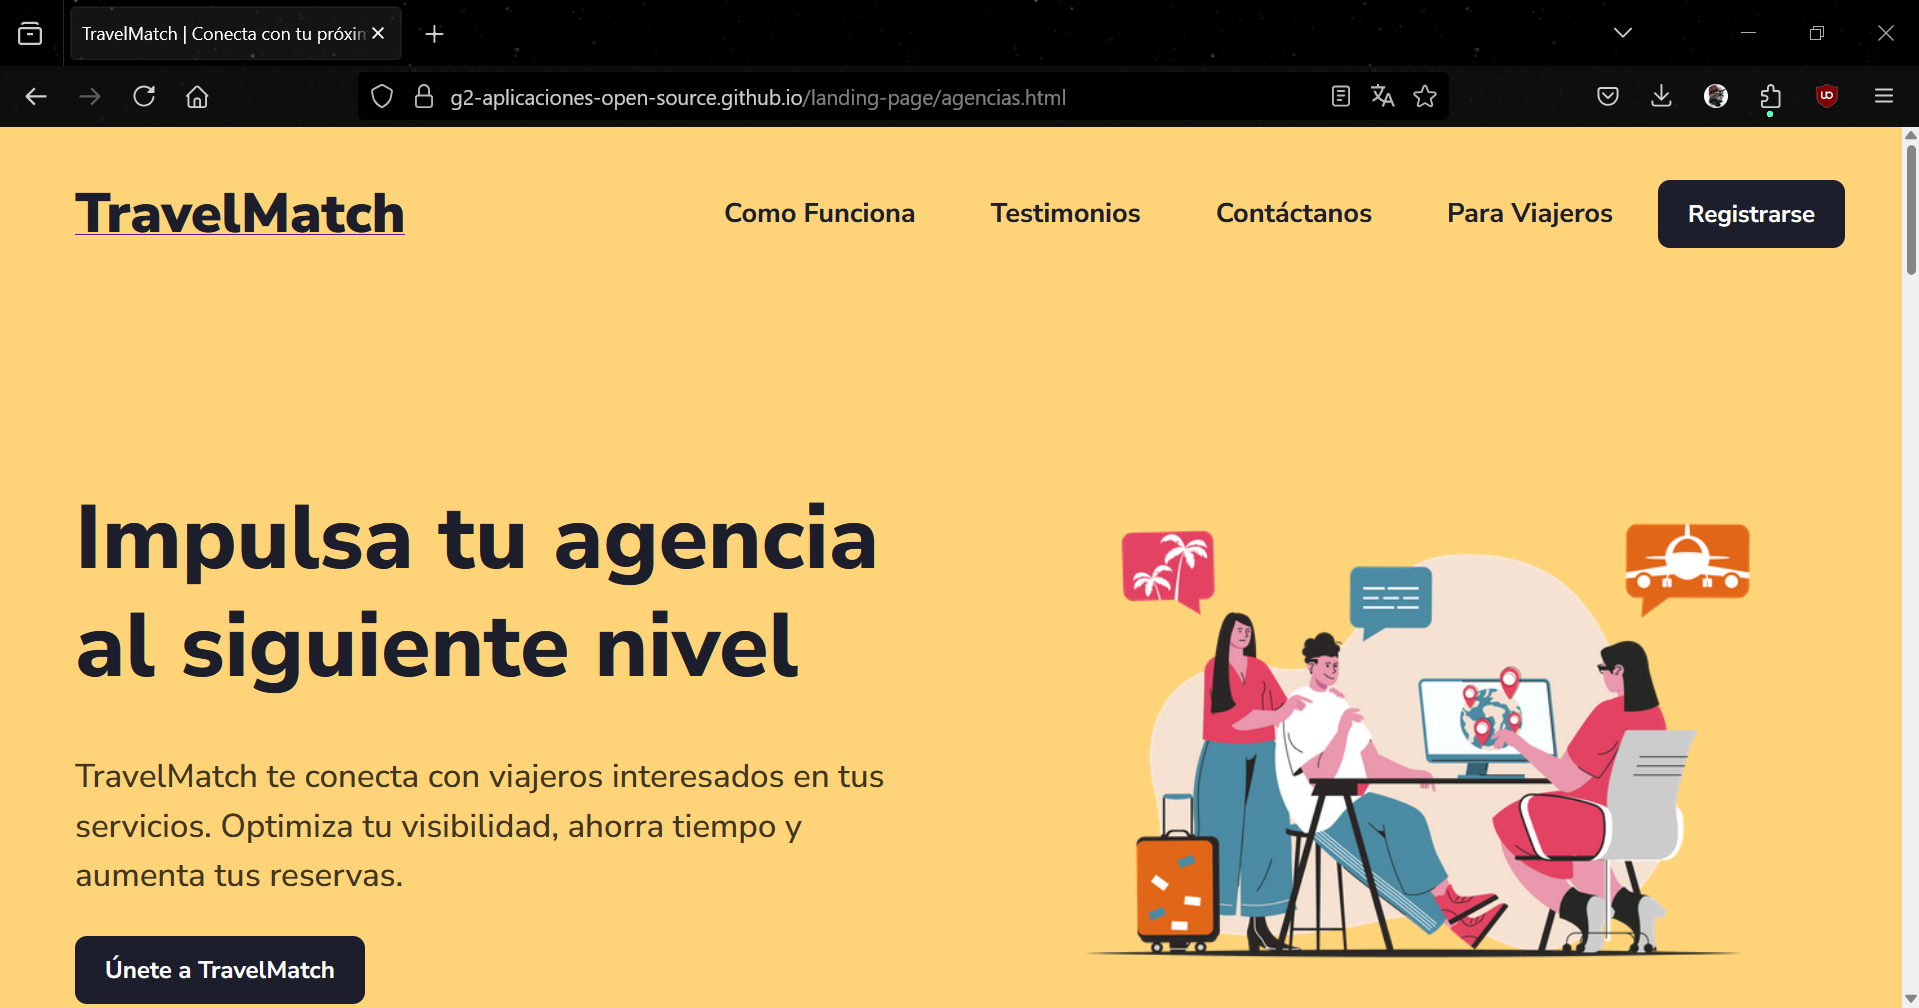 TravelMatch | Conecta con tu próxim
g2-aplicaciones-open-source.github.io/landing-page/agencias.html
TravelMatch
Como Funciona
Testimonios
Contáctanos
Para Viajeros
Registrarse
Impulsa tu agencia
al siguiente nivel
TravelMatch te conecta con viajeros interesados en tus
servicios. Optimiza tu visibilidad, ahorra tiempo y
aumenta tus reservas.
Únete a TravelMatch